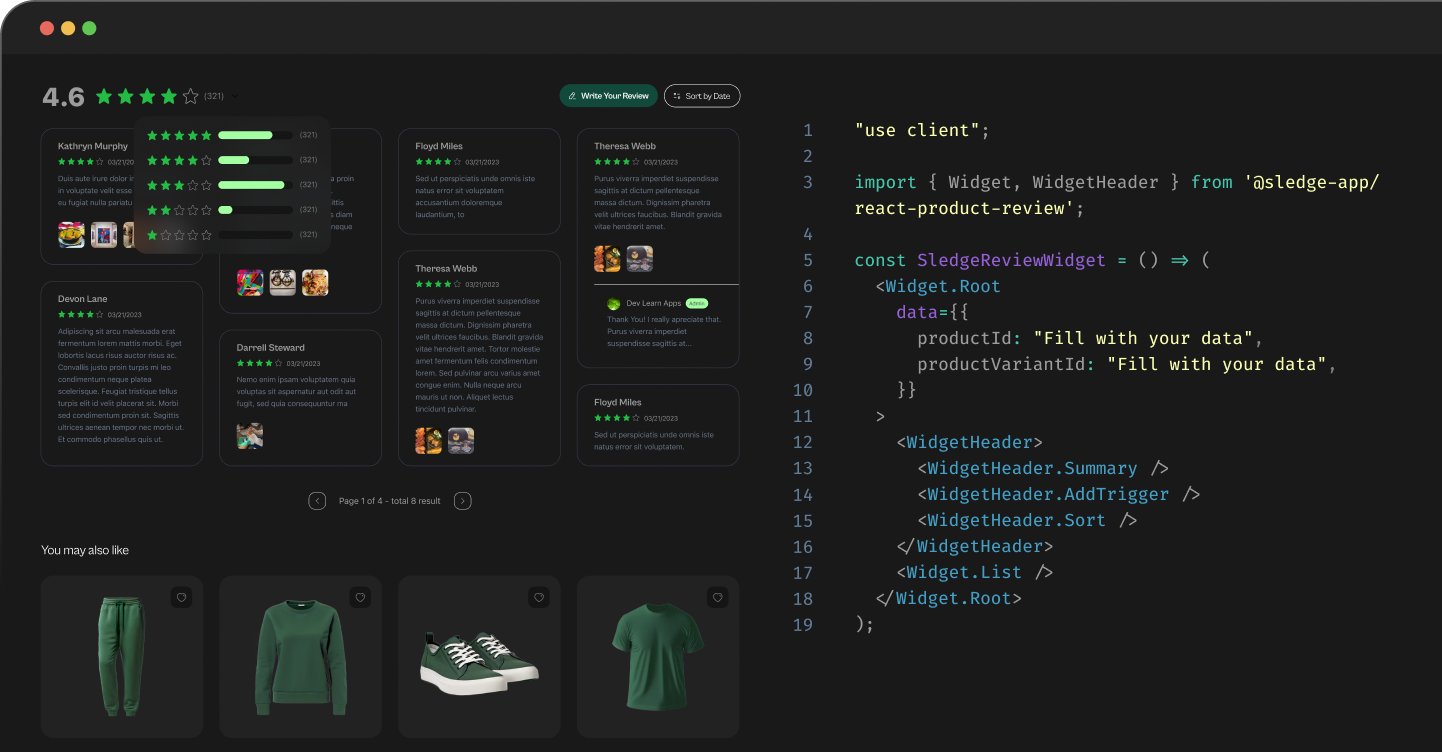 4.6 (321)
Write Your Review
Sort by Date
(321)
(321)
(321)
(321)
(321)
Kathryn Murphy
03/21/20
Duis aute irure dolor in
in voluptate velit esse
eu fugiat nulla pariatu
Devon Lane
03/21/2023
Adipiscing sit arcu malesuada erat
fermentum lorem mattis morbi. Eget
lobortis lacus risus auctor risus ac.
Convallis justo proin turpis mi leo
condimentum neque platea
scelerisque. Feugiat tristique tellus
turpis elit id velit placerat sit. Morbi
sed condimentum proin sit. Sagittis
ultrices aenean tempor nec morbi ut.
Et commodo phasellus quis ut.
a proin
ittis
s diam
neque
Darrell Steward
03/21/2023
Nemo enim ipsam voluptatem quia
voluptas sit aspernatur aut odit aut
fugit, sed quia consequuntur ma
Floyd Miles
03/21/2023
Sed ut perspiciatis unde omnis iste
natus error sit voluptatem
accusantium doloremque
laudantium, to
Theresa Webb
03/21/2023
Purus viverra imperdiet suspendisse
sagittis at dictum pellentesque
massa dictum. Dignissim pharetra
velit ultrices faucibus. Blandit gravida
vitae hendrerit amet. Tortor molestie
amet fermentum felis condimentum
lorem. Sed pulvinar arcu varius amet
congue enim. Nulla neque arcu
mauris ut non. Aliquet lectus
tincidunt pulvinar.
Theresa Webb
03/21/2023
Purus viverra imperdiet suspendisse
sagittis at dictum pellentesque
massa dictum. Dignissim pharetra
velit ultrices faucibus. Blandit gravida
vitae hendrerit amet.
Dev Learn Apps Admin
Thank You! I really appreciate that.
Purus viverra imperdiet
suspendisse sagittis at...
Floyd Miles
03/21/2023
Sed ut perspiciatis unde omnis iste
natus error sit voluptatem.
Page 1 of 4 - total 8 result
You may also like
1 "use client";
2
3 import { Widget, WidgetHeader } from '@sledge-app/
react-product-review';
4
5 const SledgeReviewWidget = () => (
6 <Widget.Root
7 data={{
8 productId: "Fill with your data",
9 productVariantId: "Fill with your data",
10 }}
11 >
12 <WidgetHeader>
13 <WidgetHeader.Summary />
14 <WidgetHeader.AddTrigger />
15 <WidgetHeader.Sort />
16 </WidgetHeader>
17 <Widget.List />
18 </Widget.Root>
19 );